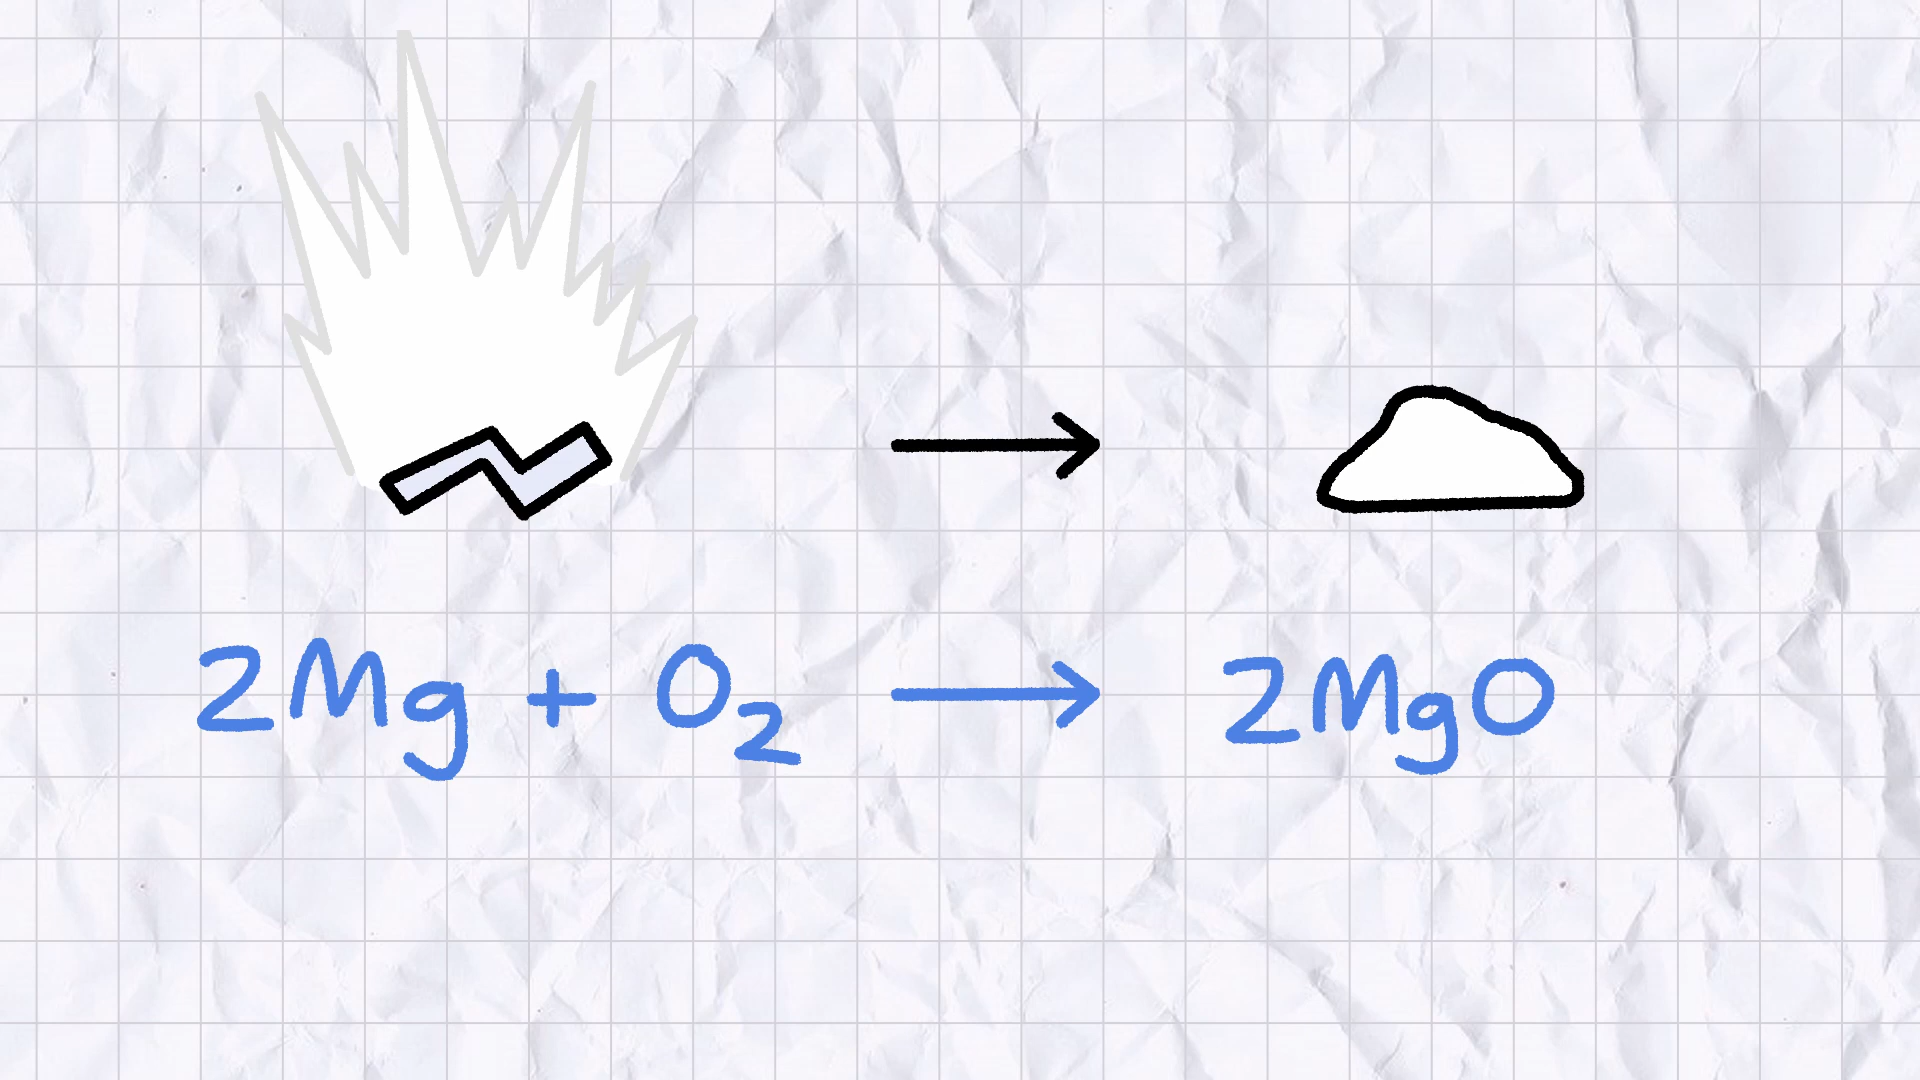 2Mg + O₂ → 2MgO